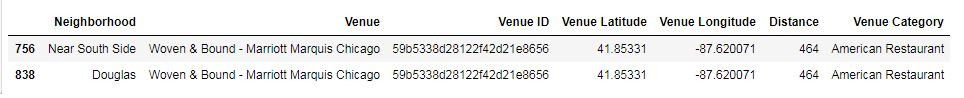 Neighborhood Venue Venue ID Venue Latitude Venue Longitude Distance Venue Category
756 Near South Side Woven & Bound - Marriott Marquis Chicago 59b5338d28122f42d21e8656 41.85331 -87.620071 464 American Restaurant
838 Douglas Woven & Bound - Marriott Marquis Chicago 59b5338d28122f42d21e8656 41.85331 -87.620071 464 American Restaurant